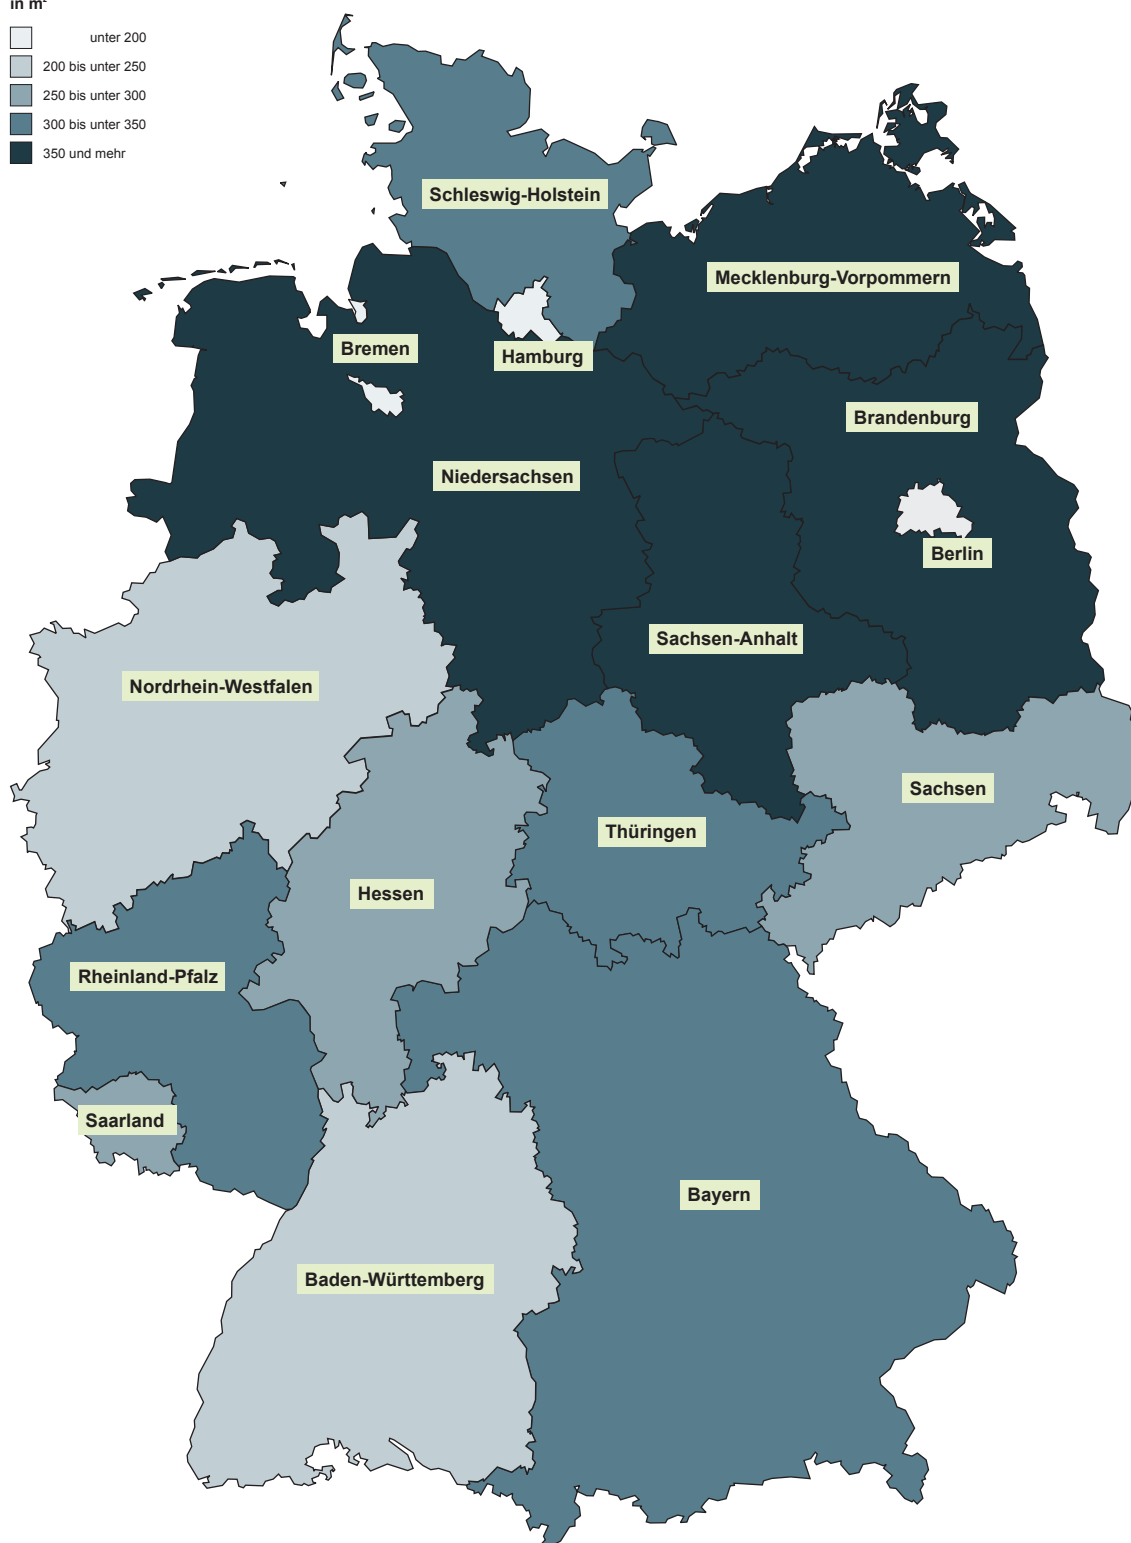 in m²
unter 200
200 bis unter 250
250 bis unter 300
300 bis unter 350
350 und mehr
Schleswig-Holstein
Mecklenburg-Vorpommern
Bremen
Hamburg
Brandenburg
Niedersachsen
Berlin
Sachsen-Anhalt
Nordrhein-Westfalen
Sachsen
Thüringen
Hessen
Rheinland-Pfalz
Saarland
Bayern
Baden-Württemberg